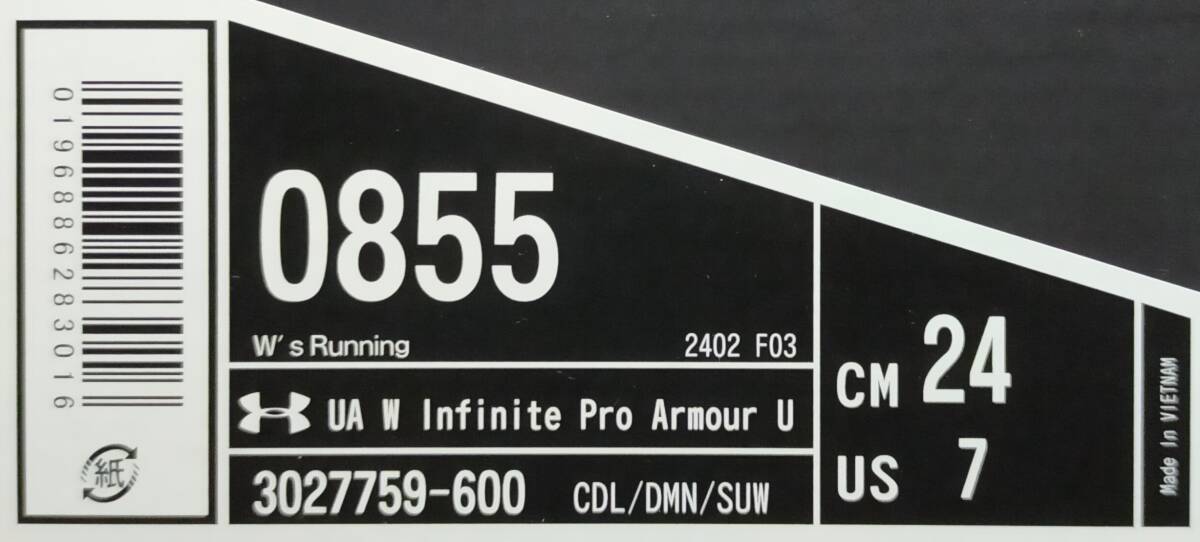 0196886283016
紙
0855
W's Running
2402 F03
UA W Infinite Pro Armour U
3027759-600 CDL/DMN/SUW
CM 24
US 7
Made In VIETNAM